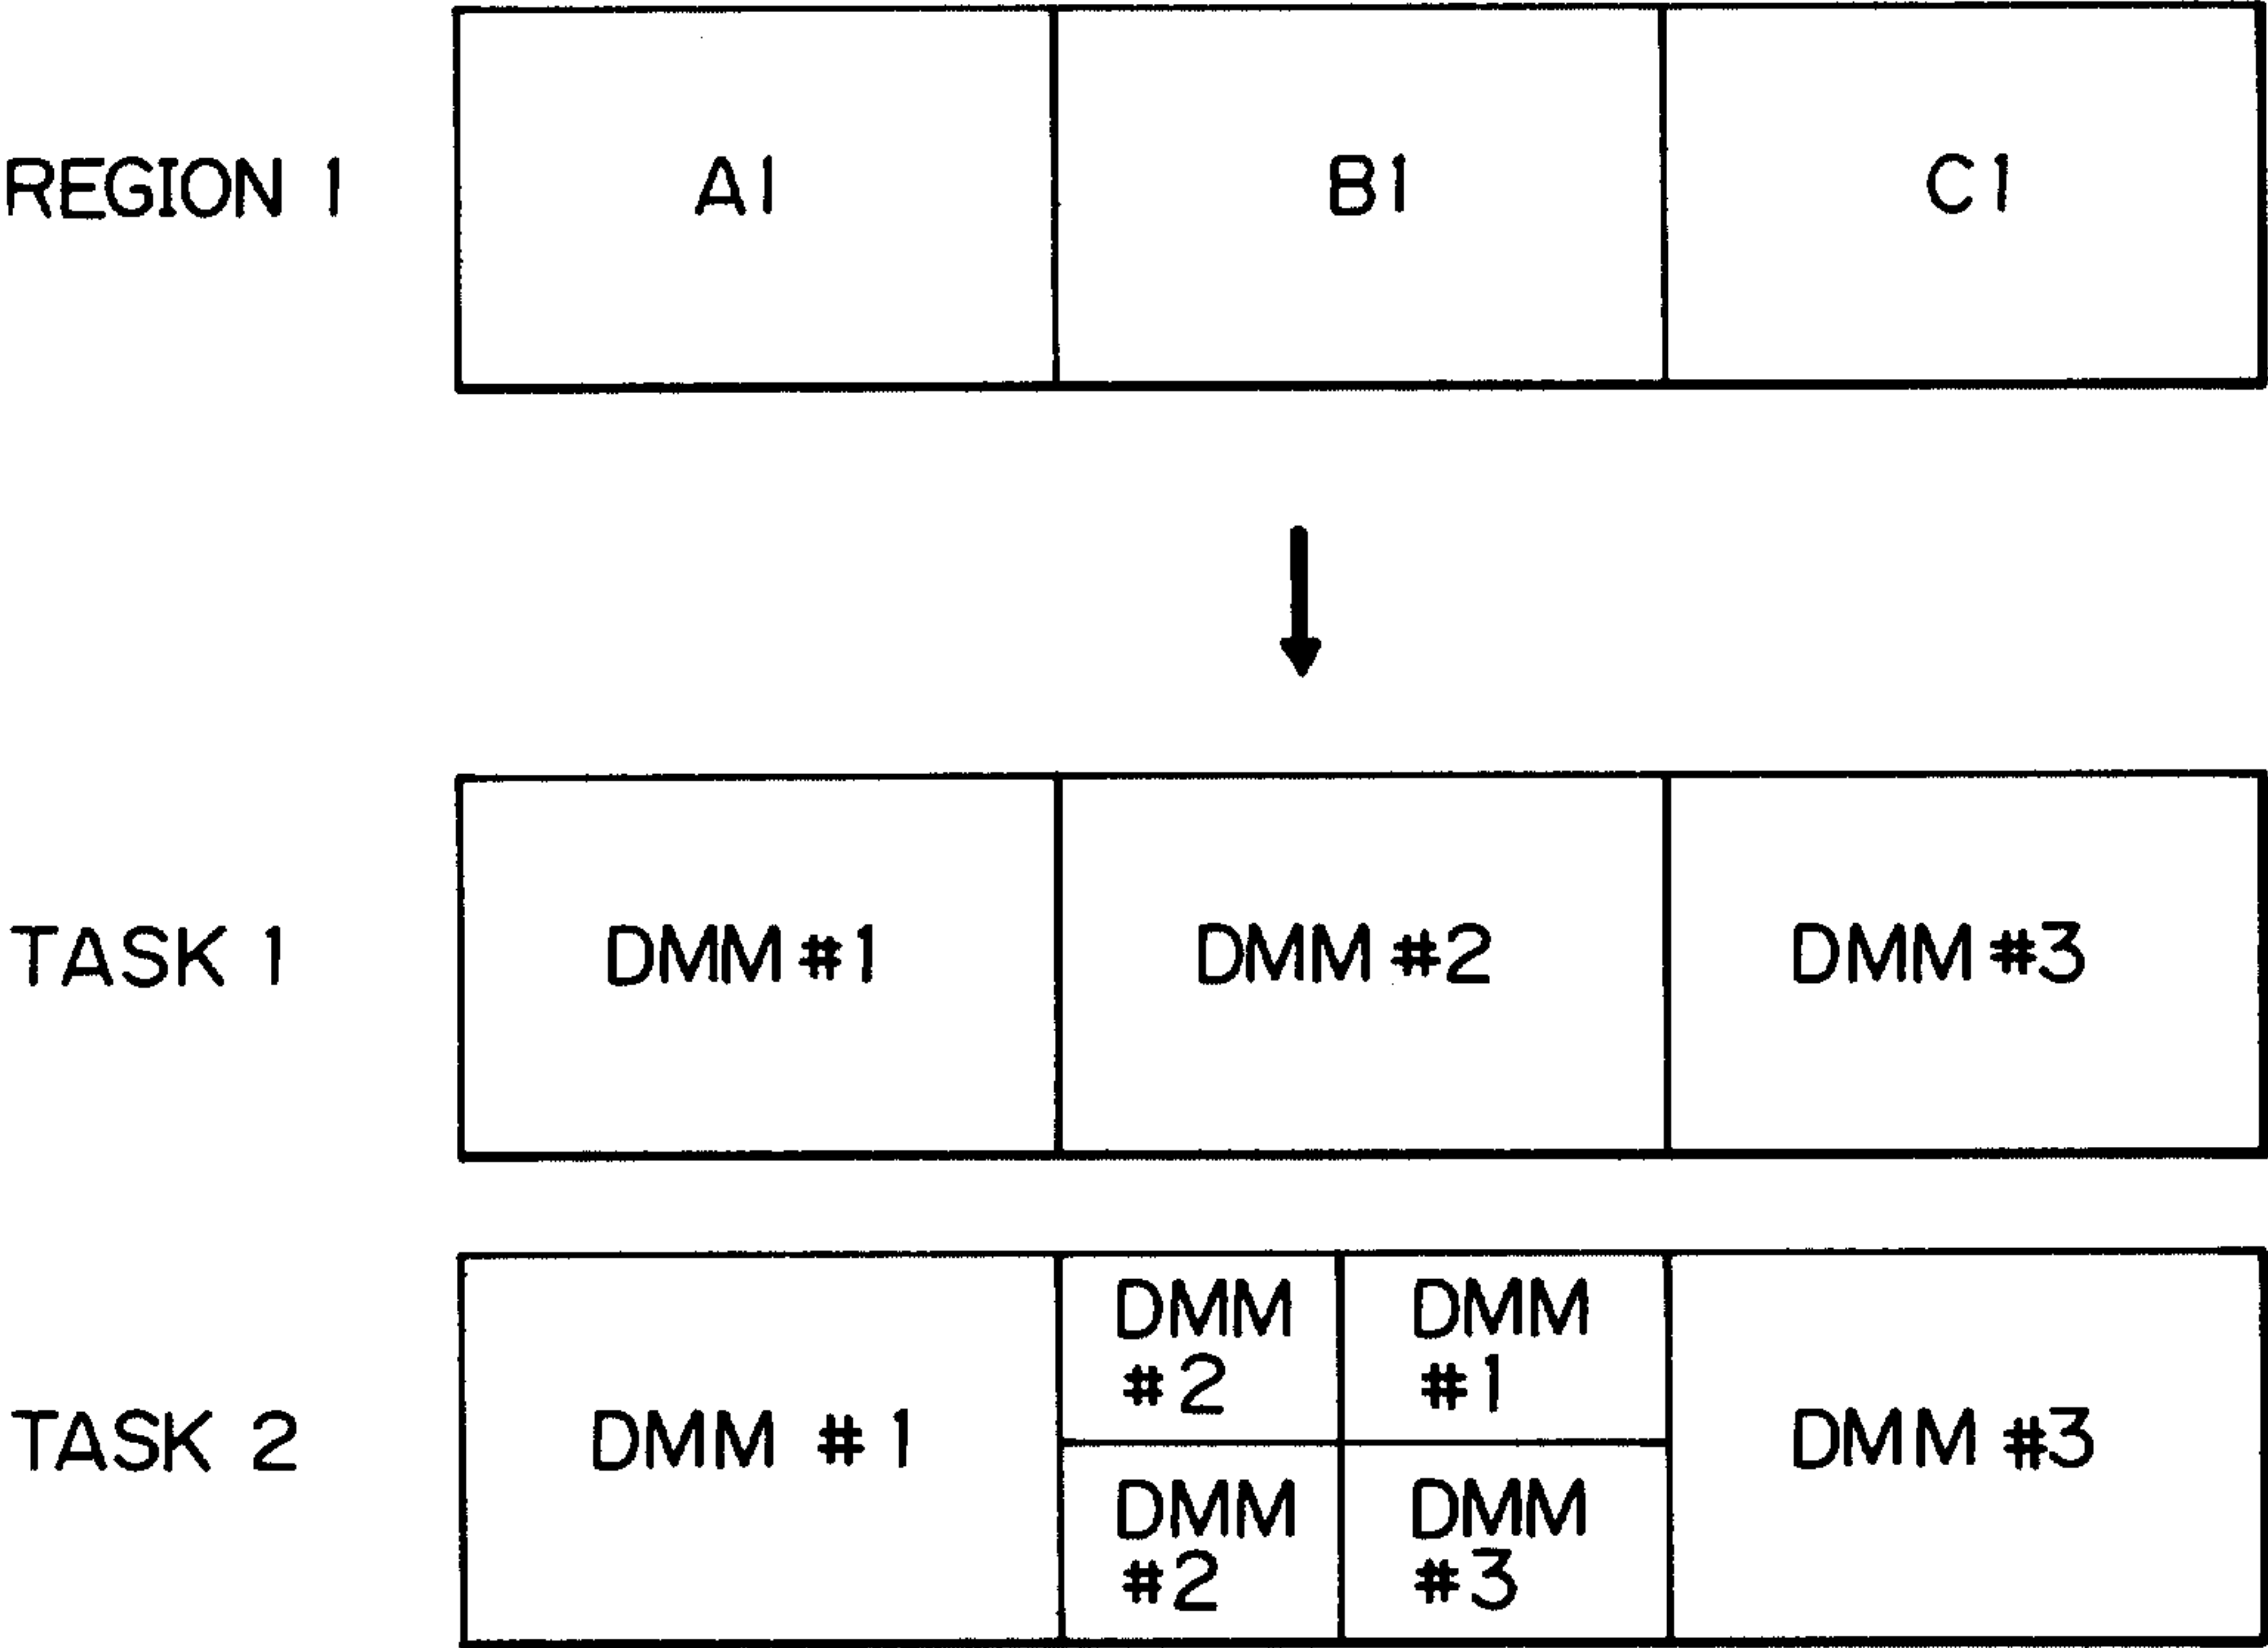 REGION 1
A1
B1
C1
TASK 1
DMM #1
DMM #2
DMM #3
TASK 2
DMM #1
DMM
#2
DMM
#1
DMM
#2
DMM
#3
DMM #3